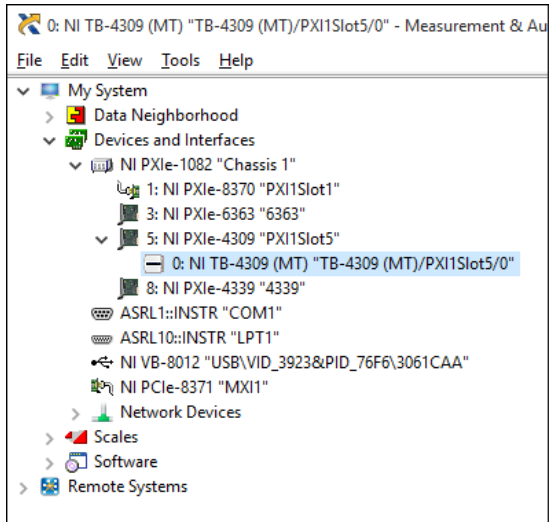 0: NI TB-4309 (MT) "TB-4309 (MT)/PXI1Slot5/0" - Measurement & Au
File Edit View Tools Help
My System
Data Neighborhood
Devices and Interfaces
NI PXIe-1082 "Chassis 1"
1: NI PXIe-8370 "PXI1Slot1"
3: NI PXIe-6363 "6363"
5: NI PXIe-4309 "PXI1Slot5"
0: NI TB-4309 (MT) "TB-4309 (MT)/PXI1Slot5/0"
8: NI PXIe-4339 "4339"
ASRL1::INSTR "COM1"
ASRL10::INSTR "LPT1"
NI VB-8012 "USB\VID_3923&PID_76F6\3061CAA"
NI PCIe-8371 "MXI1"
Network Devices
Scales
Software
Remote Systems